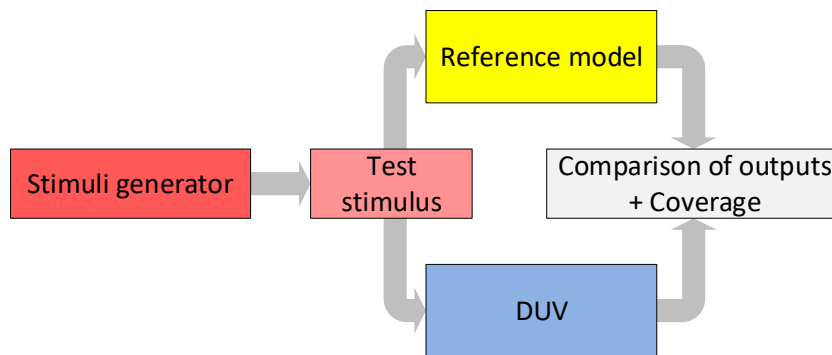 Reference model
Stimuli generator
Test
stimulus
Comparison of outputs
+ Coverage
DUV